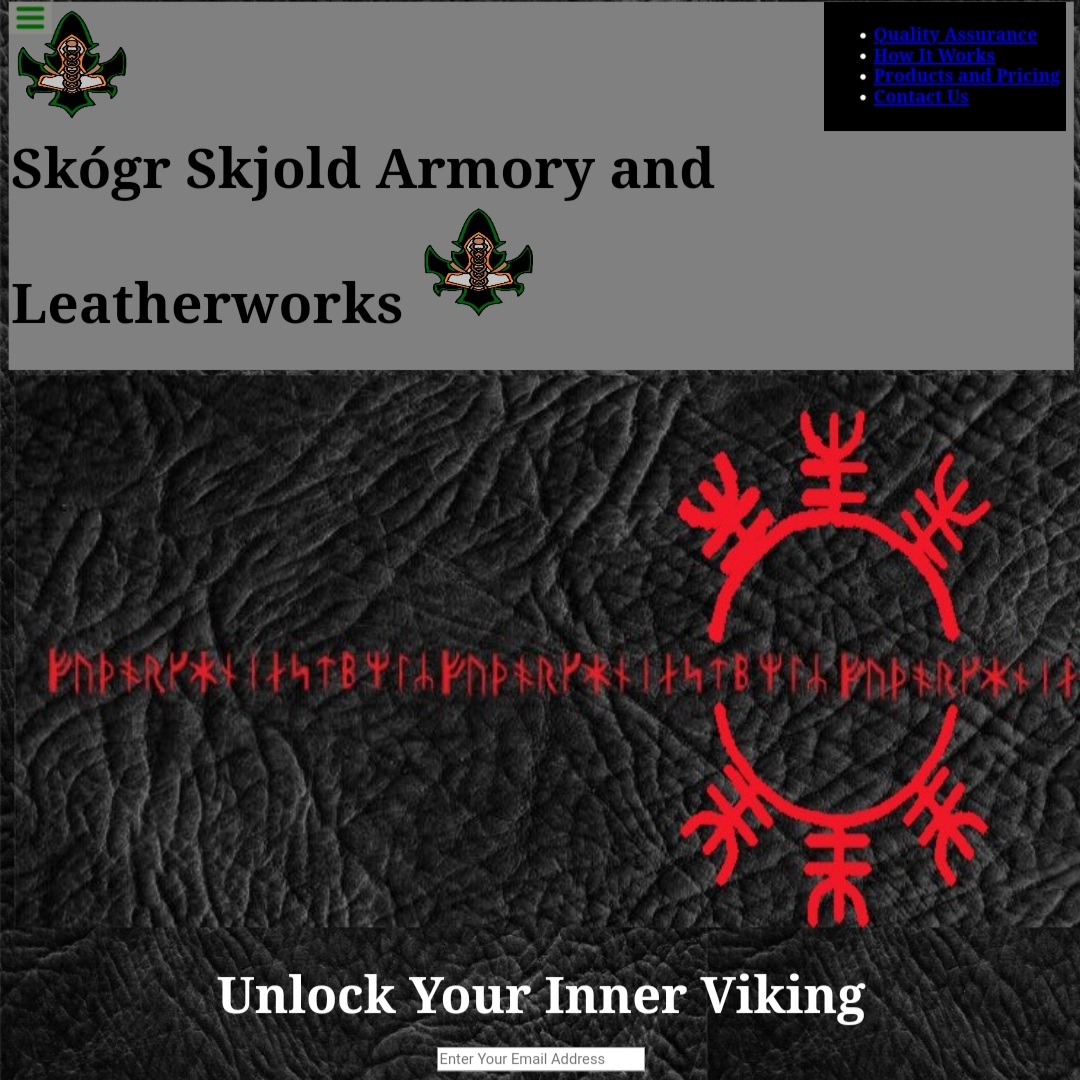 Quality Assurance
How It Works
Products and Pricing
Contact Us
Skógr Skjold Armory and
Leatherworks
ᚠᚢᚦᚬᚱᚴᚼᚾᛁᛅᛋᛏᛒᛘᛚᛦᚠᚢᚦᚬᚱᚴᚼᚾᛁᛅᛋᛏᛒᛘᛚᛦᚠᚢᚦᚬᚱᚴᚼᚾᛁᛅ
Unlock Your Inner Viking
Enter Your Email Address